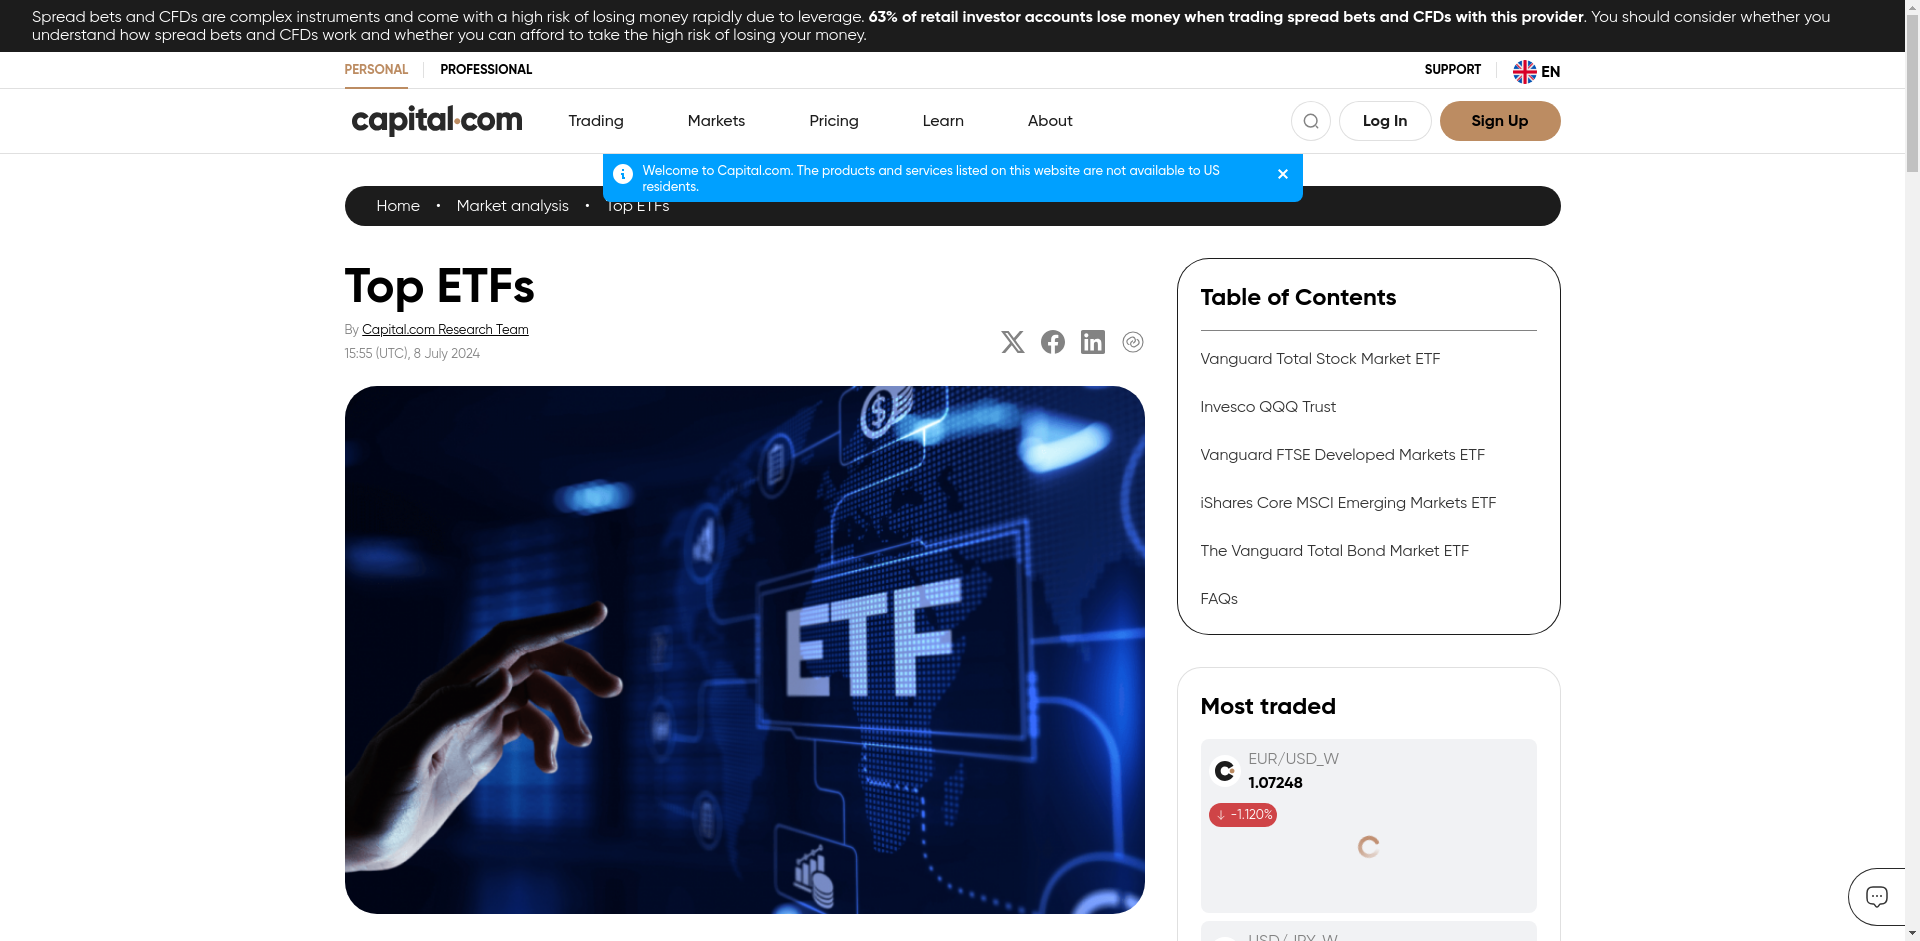 Spread bets and CFDs are complex instruments and come with a high risk of losing money rapidly due to leverage. 63% of retail investor accounts lose money when trading spread bets and CFDs with this provider. You should consider whether you
understand how spread bets and CFDs work and whether you can afford to take the high risk of losing your money.
PERSONAL PROFESSIONAL SUPPORT EN
capital.com Trading Markets Pricing Learn About Log In Sign Up
Welcome to Capital.com. The products and services listed on this website are not available to US
residents.
Home • Market analysis • Top ETFs
Top ETFs
By Capital.com Research Team
15:55 (UTC), 8 July 2024
ETF
Table of Contents
Vanguard Total Stock Market ETF
Invesco QQQ Trust
Vanguard FTSE Developed Markets ETF
iShares Core MSCI Emerging Markets ETF
The Vanguard Total Bond Market ETF
FAQs
Most traded
EUR/USD_W
1.07248
↓ -1.120%
USD/JPY_W